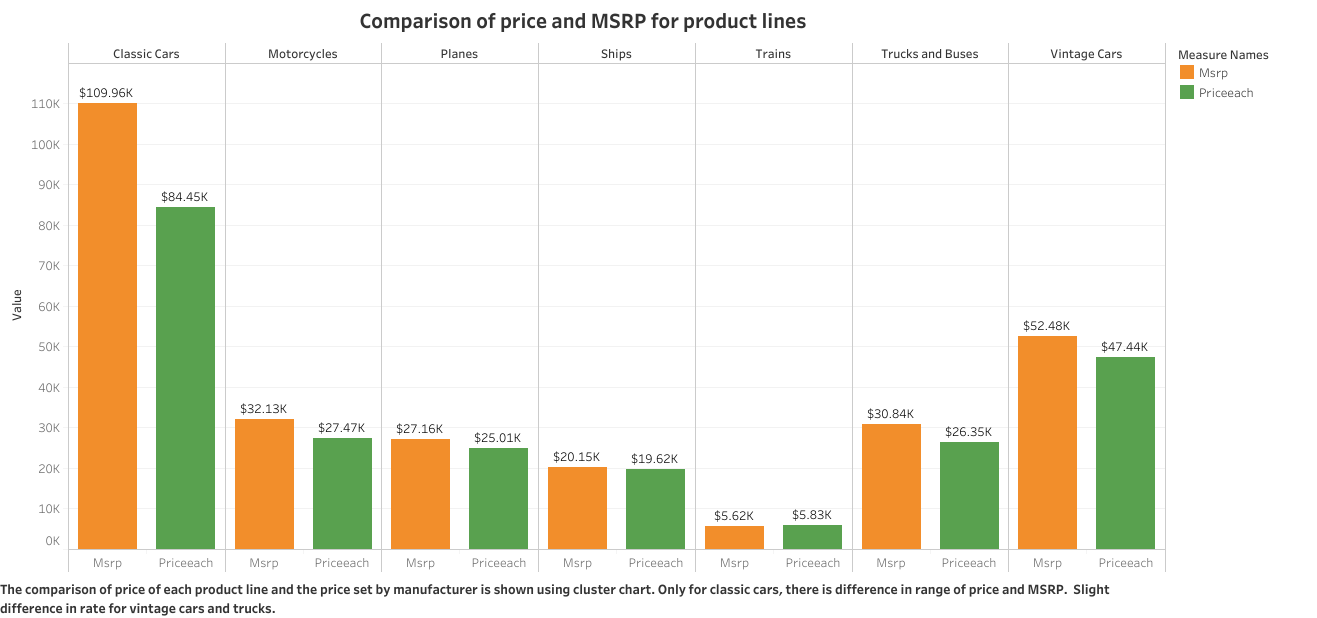 Comparison of price and MSRP for product lines
Classic Cars Motorcycles Planes Ships Trains Trucks and Buses Vintage Cars
Measure Names
Msrp
Priceeach
Value
110K
100K
90K
80K
70K
60K
50K
40K
30K
20K
10K
0K
$109.96K $84.45K $32.13K $27.47K $27.16K $25.01K $20.15K $19.62K $5.62K $5.83K $30.84K $26.35K $52.48K $47.44K
Msrp Priceeach Msrp Priceeach Msrp Priceeach Msrp Priceeach Msrp Priceeach Msrp Priceeach Msrp Priceeach
The comparison of price of each product line and the price set by manufacturer is shown using cluster chart. Only for classic cars, there is difference in range of price and MSRP.  Slight
difference in rate for vintage cars and trucks.